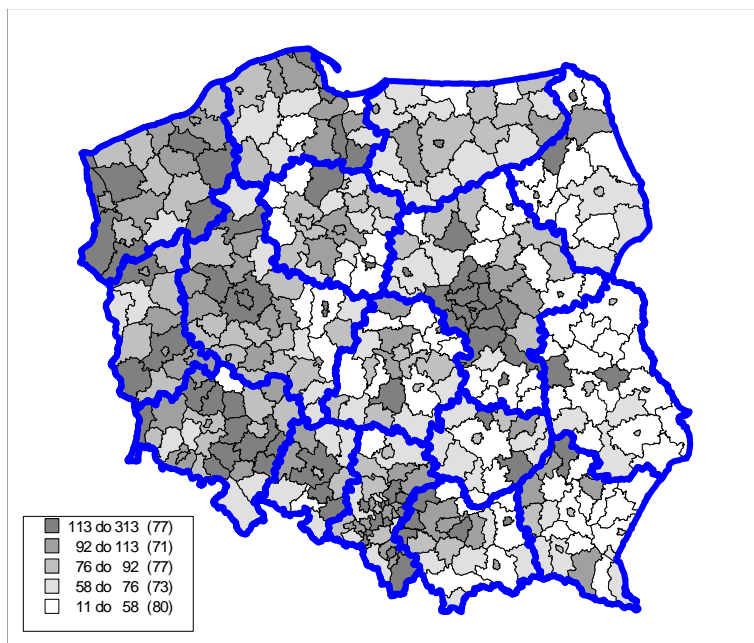 113 do 313 (77)
92 do 113 (71)
76 do 92 (77)
58 do 76 (73)
11 do 58 (80)